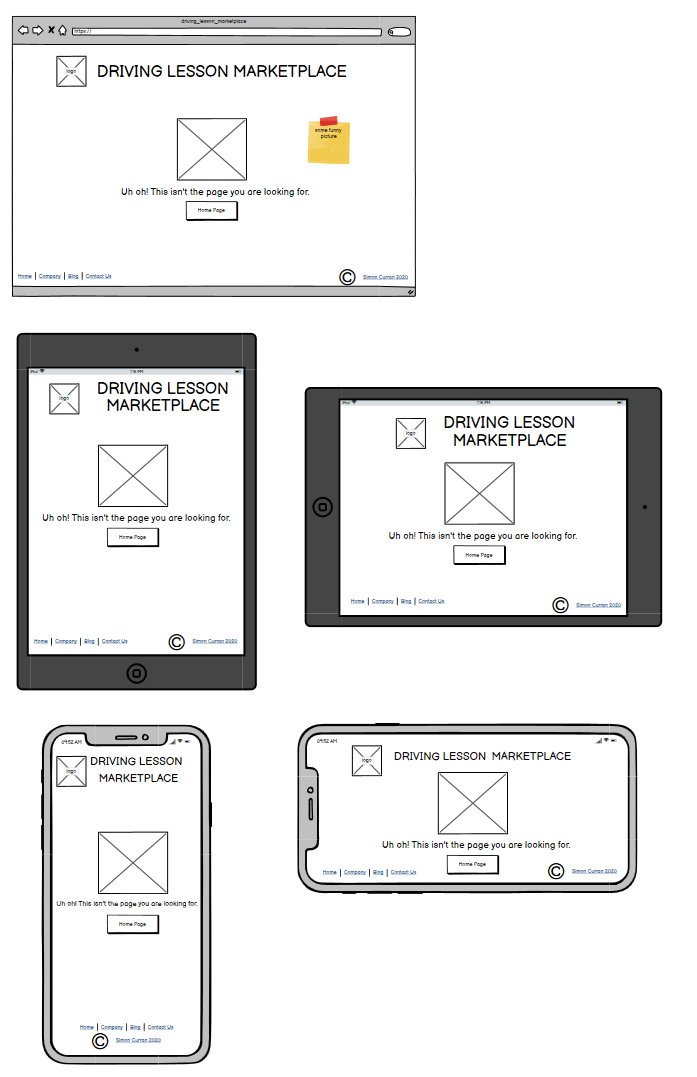 driving_lesson_marketplace
https://
logo
DRIVING LESSON MARKETPLACE
some funny
picture
Uh oh! This isn't the page you are looking for.
Home Page
Home | Company | Blog | Contact Us
© Simon Curran 2020
iPad 1:16 PM
logo
DRIVING LESSON
MARKETPLACE
Uh oh! This isn't the page you are looking for.
Home Page
Home | Company | Blog | Contact Us
© Simon Curran 2020
iPad 1:16 PM
logo
DRIVING LESSON
MARKETPLACE
Uh oh! This isn't the page you are looking for.
Home Page
Home | Company | Blog | Contact Us
© Simon Curran 2020
09:52 AM
logo
DRIVING LESSON
MARKETPLACE
Uh oh! This isn't the page you are looking for.
Home Page
Home | Company | Blog | Contact Us
© Simon Curran 2020
09:52 AM
logo
DRIVING LESSON MARKETPLACE
Uh oh! This isn't the page you are looking for.
Home Page
Home | Company | Blog | Contact Us
© Simon Curran 2020